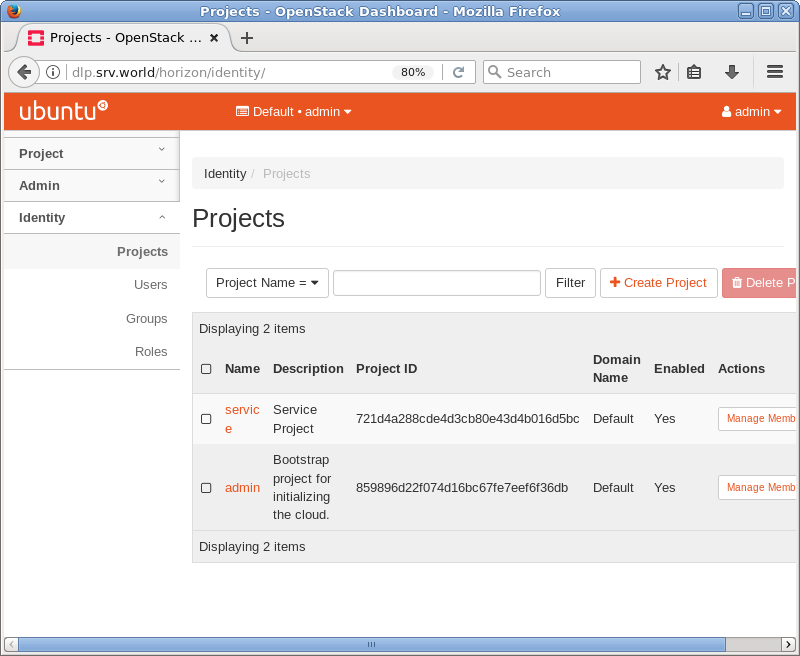 Projects - OpenStack Dashboard - Mozilla Firefox
Projects - OpenStack ...
dlp.srv.world/horizon/identity/
80%
Search
ubuntu
Default • admin
admin
Project
Admin
Identity
Projects
Users
Groups
Roles
Identity / Projects
Projects
Project Name =
Filter
Create Project
Delete P
Displaying 2 items
Name Description Project ID Domain Name Enabled Actions
service Service Project 721d4a288cde4d3cb80e43d4b016d5bc Default Yes Manage Memb
admin Bootstrap project for initializing the cloud. 859896d22f074d16bc67fe7eef6f36db Default Yes Manage Memb
Displaying 2 items